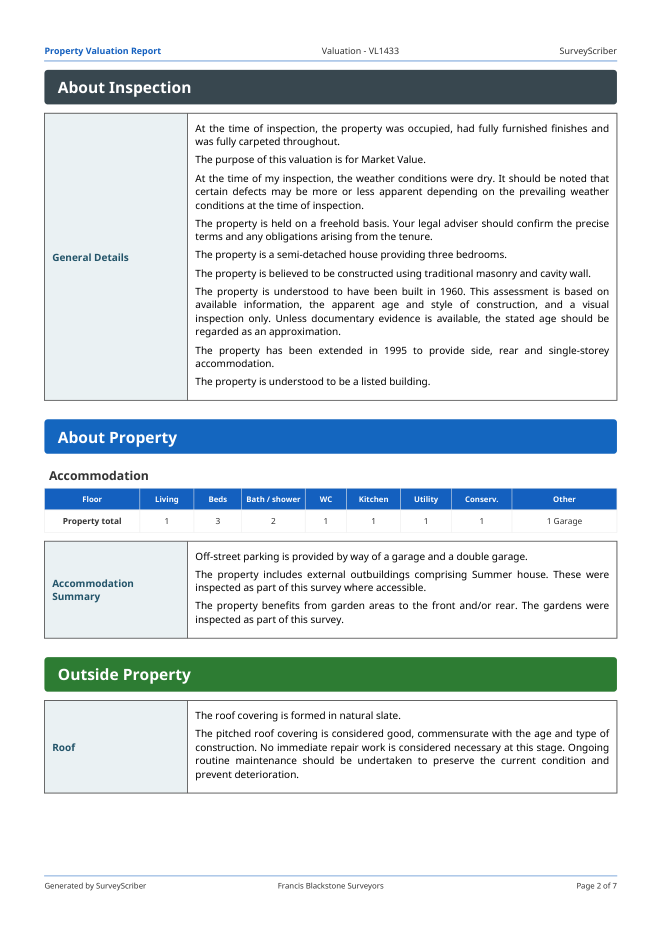 Property Valuation Report Valuation - VL1433 SurveyScriber
About Inspection
General Details
At the time of inspection, the property was occupied, had fully furnished finishes and
was fully carpeted throughout.
The purpose of this valuation is for Market Value.
At the time of my inspection, the weather conditions were dry. It should be noted that
certain defects may be more or less apparent depending on the prevailing weather
conditions at the time of inspection.
The property is held on a freehold basis. Your legal adviser should confirm the precise
terms and any obligations arising from the tenure.
The property is a semi-detached house providing three bedrooms.
The property is believed to be constructed using traditional masonry and cavity wall.
The property is understood to have been built in 1960. This assessment is based on
available information, the apparent age and style of construction, and a visual
inspection only. Unless documentary evidence is available, the stated age should be
regarded as an approximation.
The property has been extended in 1995 to provide side, rear and single-storey
accommodation.
The property is understood to be a listed building.
About Property
Accommodation
Floor Living Beds Bath / shower WC Kitchen Utility Conserv. Other
Property total 1 3 2 1 1 1 1 1 Garage
Accommodation
Summary
Off-street parking is provided by way of a garage and a double garage.
The property includes external outbuildings comprising Summer house. These were
inspected as part of this survey where accessible.
The property benefits from garden areas to the front and/or rear. The gardens were
inspected as part of this survey.
Outside Property
Roof
The roof covering is formed in natural slate.
The pitched roof covering is considered good, commensurate with the age and type of
construction. No immediate repair work is considered necessary at this stage. Ongoing
routine maintenance should be undertaken to preserve the current condition and
prevent deterioration.
Generated by SurveyScriber Francis Blackstone Surveyors Page 2 of 7